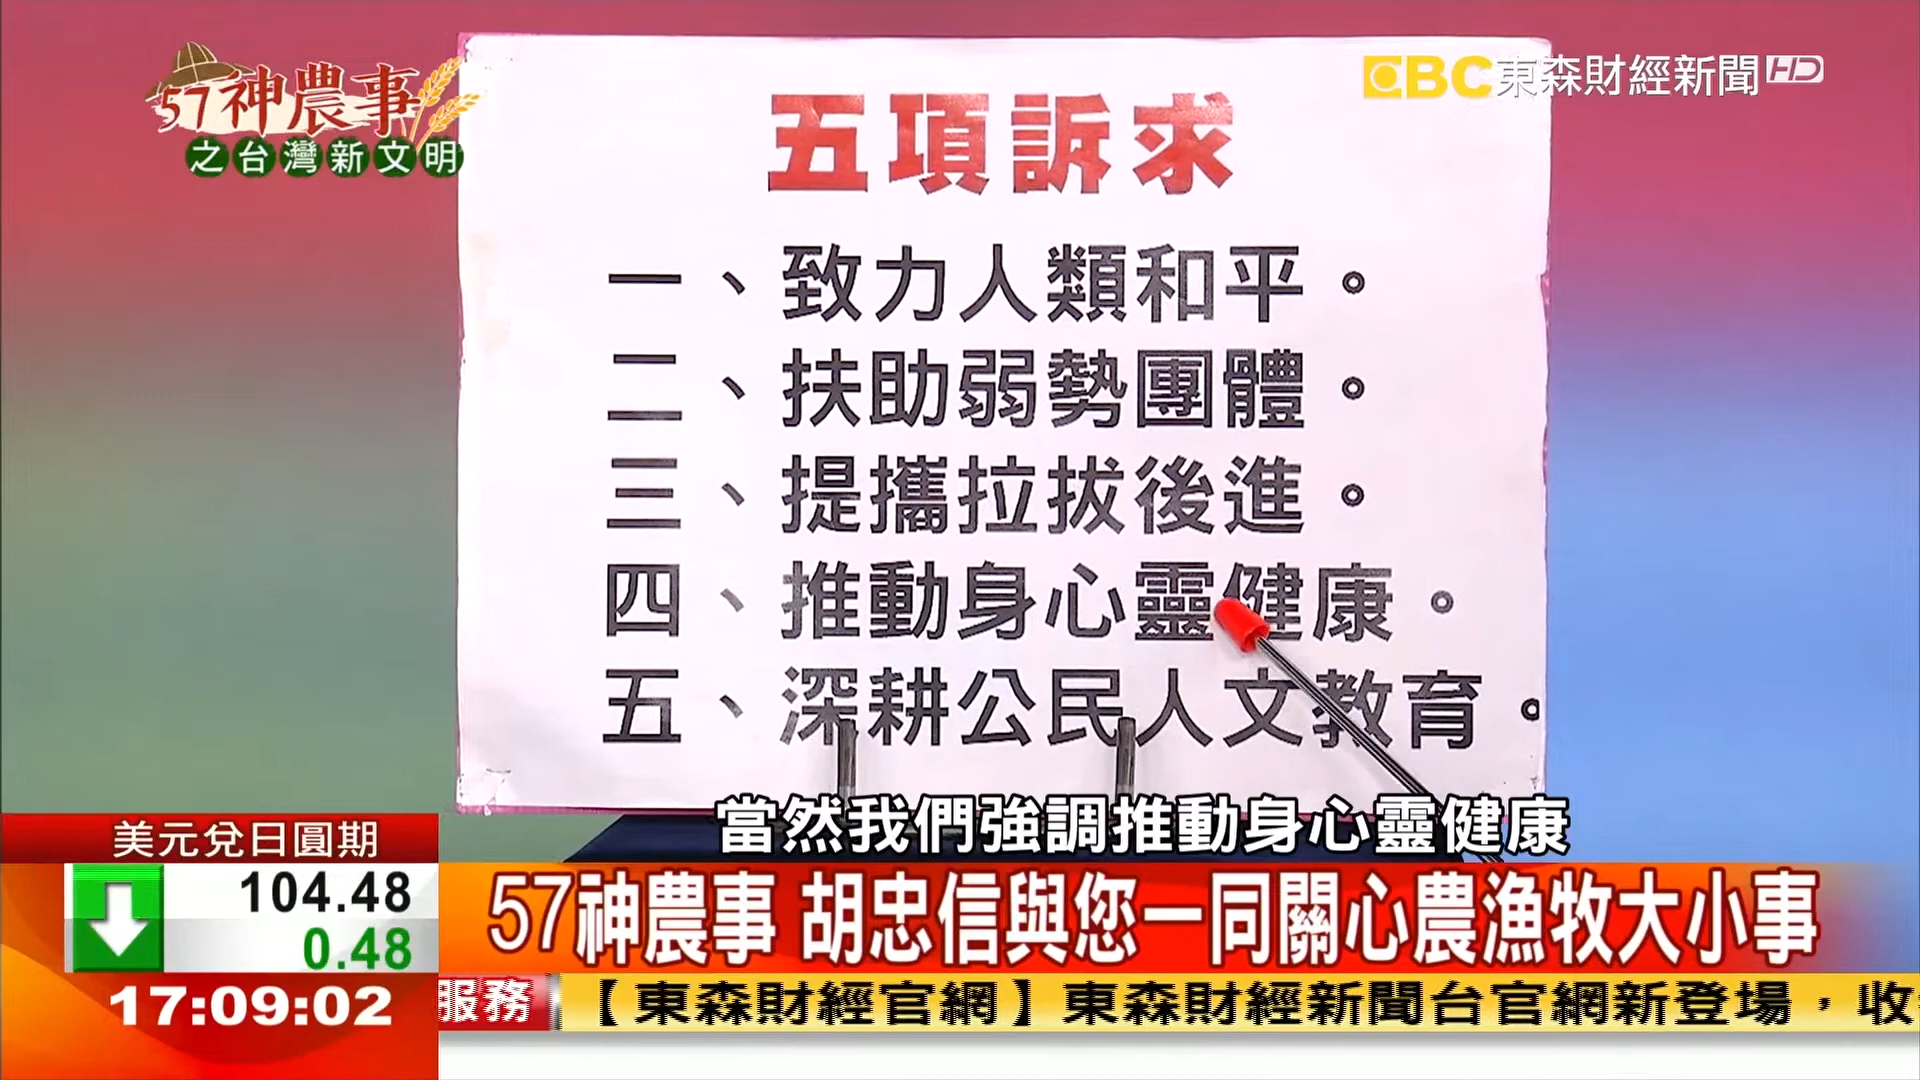 57神農事
之台灣新文明
EBC東森財經新聞HD
五項訴求
一、致力人類和平。
二、扶助弱勢團體。
三、提攜拉拔後進。
四、推動身心靈健康。
五、深耕公民人文教育。
當然我們強調推動身心靈健康
美元兌日圓期
104.48
0.48
17:09:02
57神農事 胡忠信與您一同關心農漁牧大小事
服務
【東森財經官網】東森財經新聞台官網新登場，收